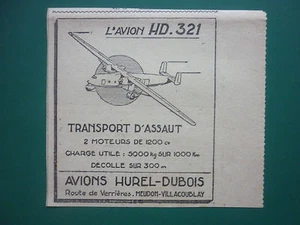 L'AVION HD.321
TRANSPORT D'ASSAUT
2 MOTEURS DE 1200 cv
CHARGE UTILE : 5000 kg SUR 1000 Km
DECOLLE SUR 300 m
AVIONS HUREL-DUBOIS
Route de Verrières. MEUDON-VILLACOUBLAY